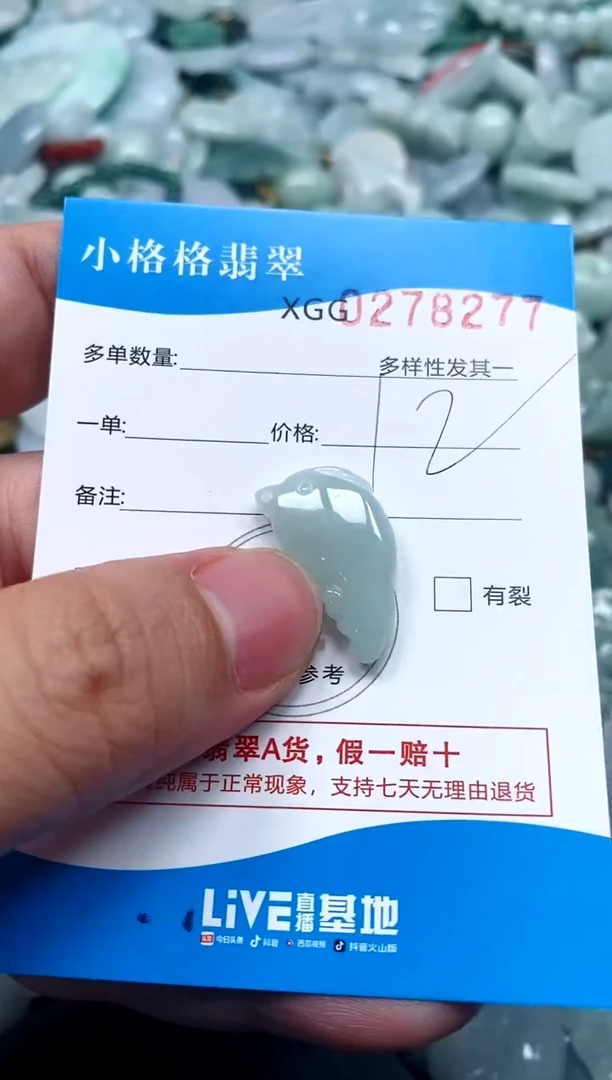 小格格翡翠
XGG0278277
多单数量:
多样性发其一
一单:
价格:
2
备注:
有裂
参考
翡翠A货，假一赔十
纯属于正常现象，支持七天无理由退货
LiVE直播基地
今日头条 抖音 西瓜视频 抖音火山版